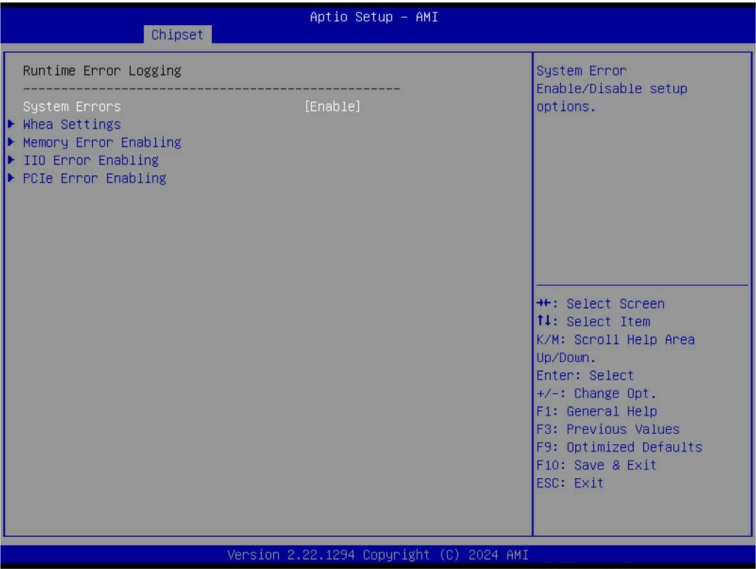 Aptio Setup – AMI
Chipset
Runtime Error Logging
--------------------------------------------------
System Errors [Enable]
Whea Settings
Memory Error Enabling
IIO Error Enabling
PCIe Error Enabling
System Error
Enable/Disable setup
options.
→←: Select Screen
↑↓: Select Item
K/M: Scroll Help Area
Up/Down.
Enter: Select
+/-: Change Opt.
F1: General Help
F3: Previous Values
F9: Optimized Defaults
F10: Save & Exit
ESC: Exit
Version 2.22.1294 Copyright (C) 2024 AMI